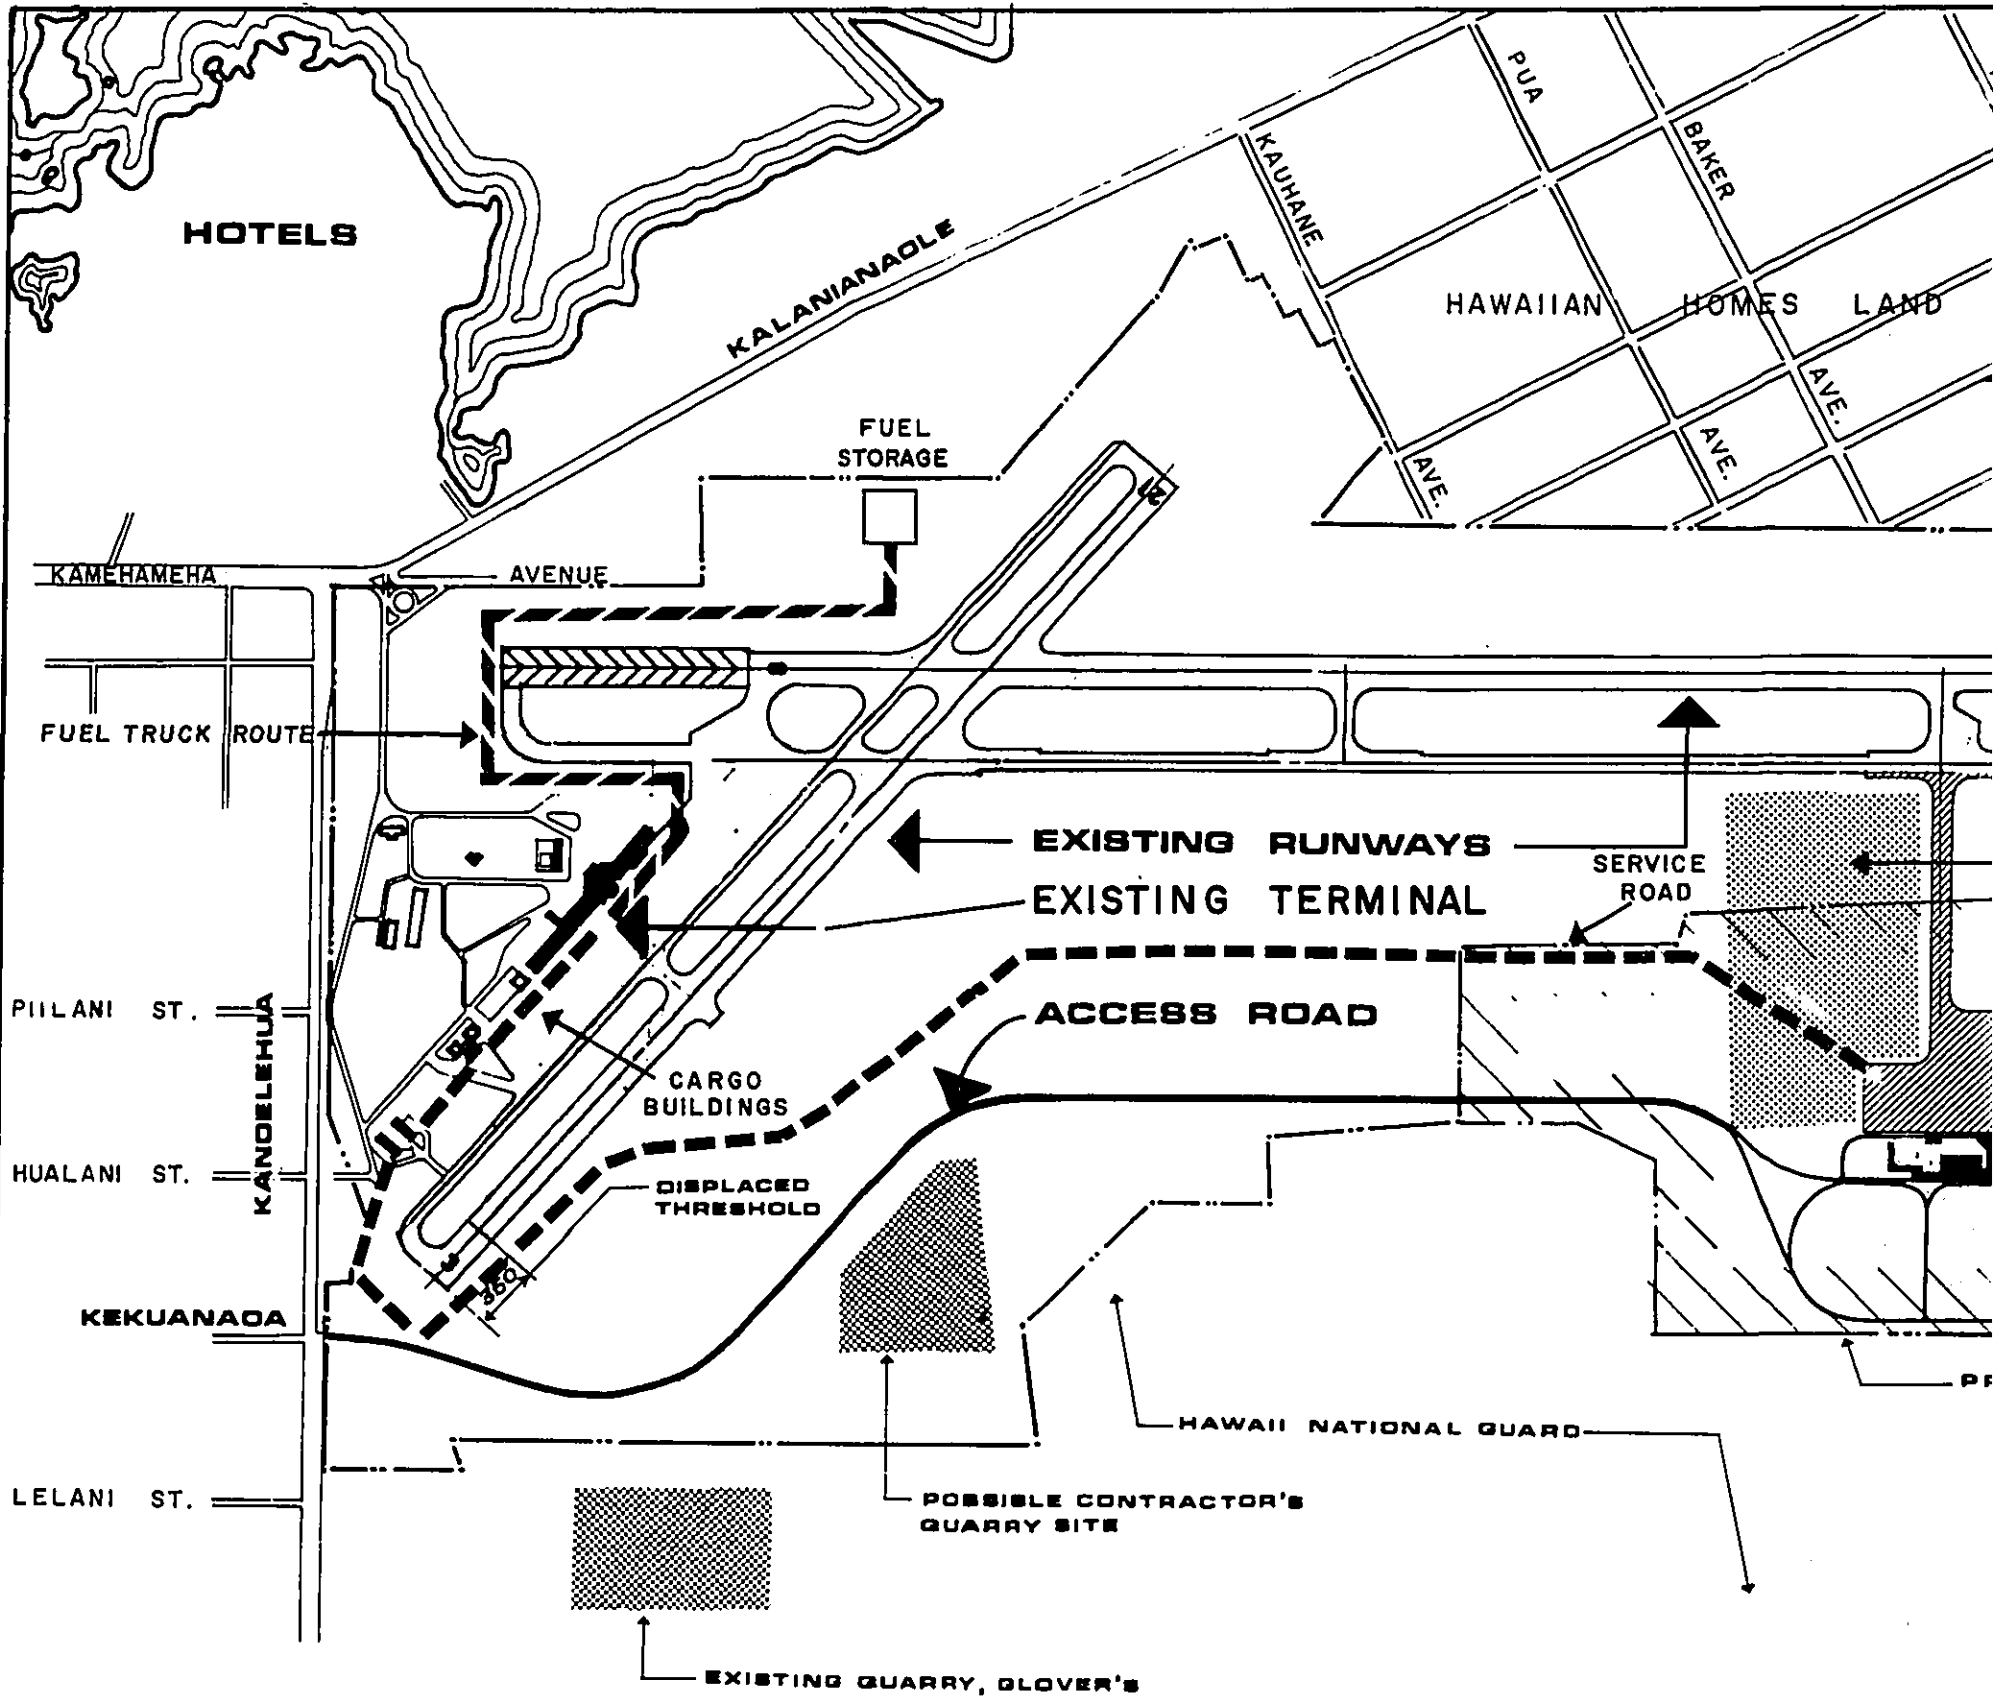 HOTELS
PUA
BAKER
KAUHANE
KALANIANAOLE
HAWAIIAN HOMES LAND
AVE.
AVE.
AVE.
FUEL
STORAGE
21
KAMEHAMEHA AVENUE
FUEL TRUCK ROUTE
EXISTING RUNWAYS
SERVICE
ROAD
EXISTING TERMINAL
PIILANI ST.
KANOELEHUA
ACCESS ROAD
CARGO
BUILDINGS
HUALANI ST.
DISPLACED
THRESHOLD
360
KEKUANAOA
HAWAII NATIONAL GUARD
LELANI ST.
POSSIBLE CONTRACTOR'S
QUARRY SITE
EXISTING QUARRY, GLOVER'S